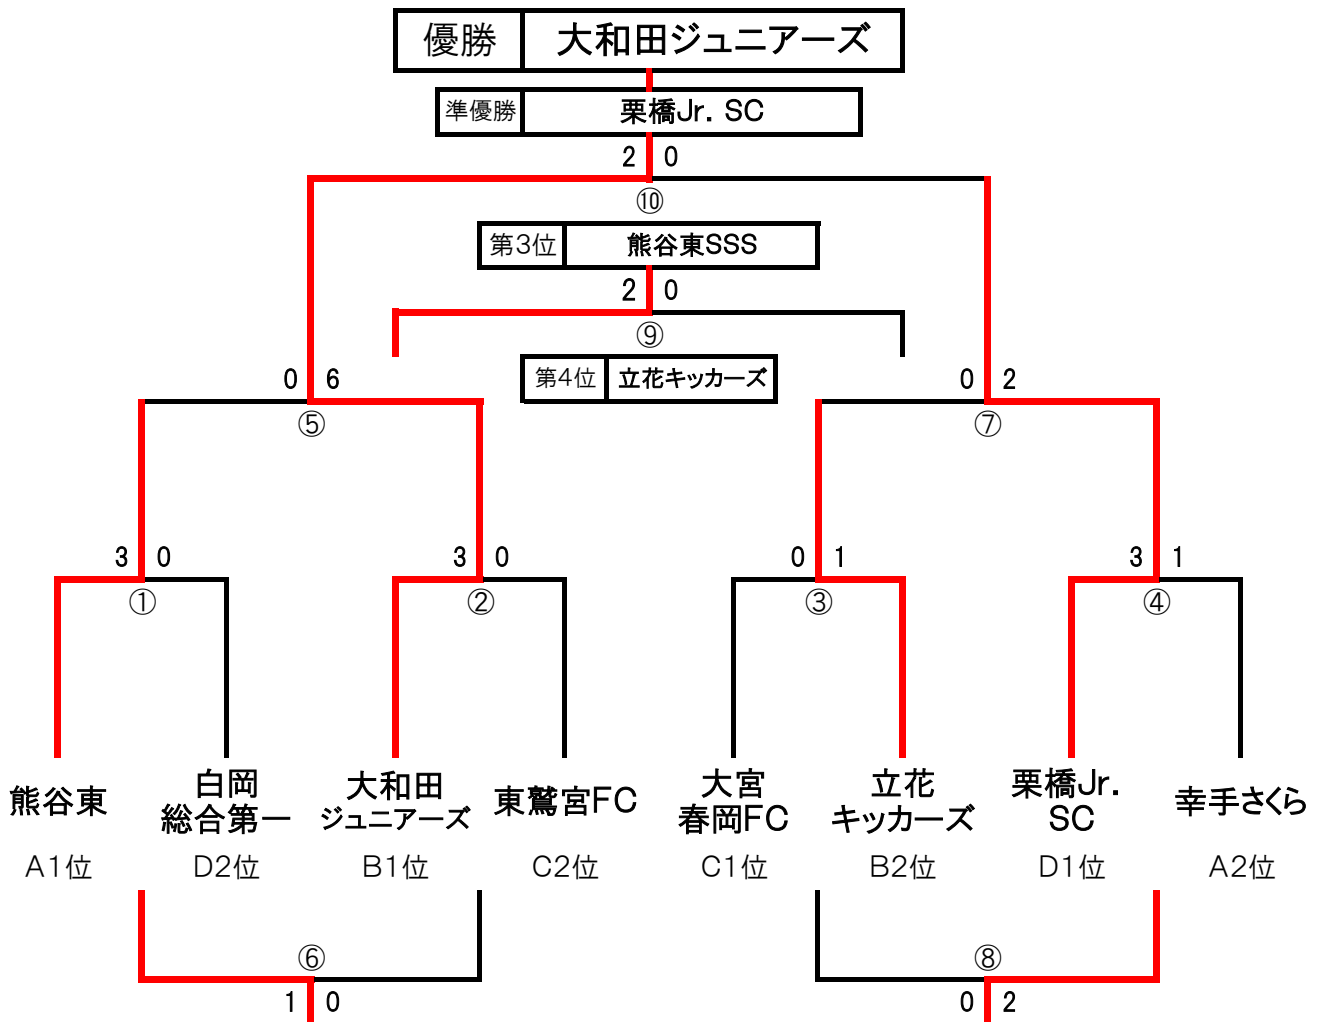 優勝 大和田ジュニアーズ
準優勝 栗橋Jr. SC
2 0
⑩
第3位 熊谷東SSS
2 0
⑨
第4位 立花キッカーズ
0 6 0 2
⑤ ⑦
3 0 3 0 0 1 3 1
① ② ③ ④
熊谷東
白岡
総合第一
大和田
ジュニアーズ
東鷲宮FC
大宮
春岡FC
立花
キッカーズ
栗橋Jr.
SC
幸手さくら
A1位 D2位 B1位 C2位 C1位 B2位 D1位 A2位
⑥ ⑧
1 0 0 2